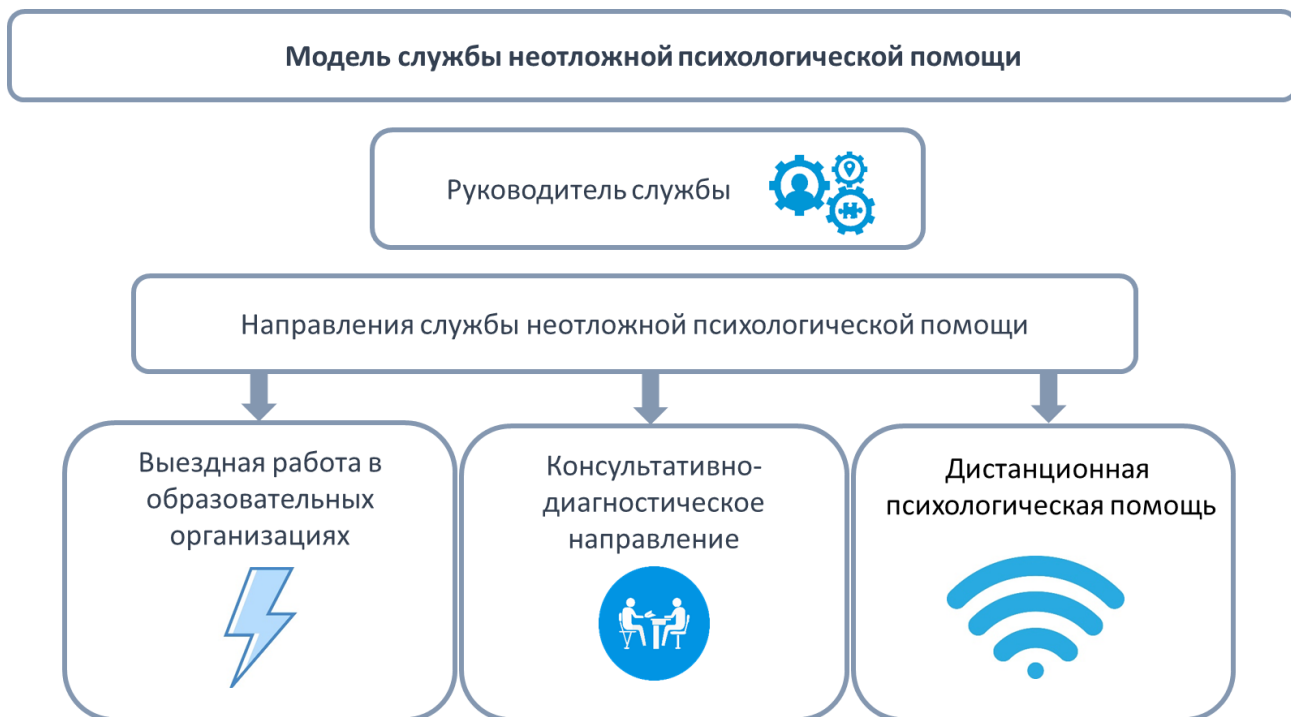 Модель службы неотложной психологической помощи
Руководитель службы
Направления службы неотложной психологической помощи
Выездная работа в
образовательных
организациях
Консультативно-
диагностическое
направление
Дистанционная
психологическая помощь